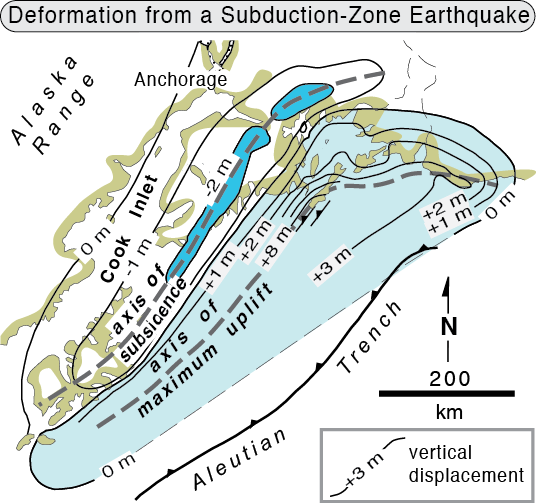 Deformation from a Subduction-Zone Earthquake
Alaska
Range
Anchorage
Cook Inlet
0 m
-1 m
-2 m
axis of
subsidence
+1 m
+2 m
+8 m
+3 m
axis of
maximum uplift
+2 m
+1 m
0 m
0 m
Aleutian Trench
N
200
km
+3 m
vertical
displacement